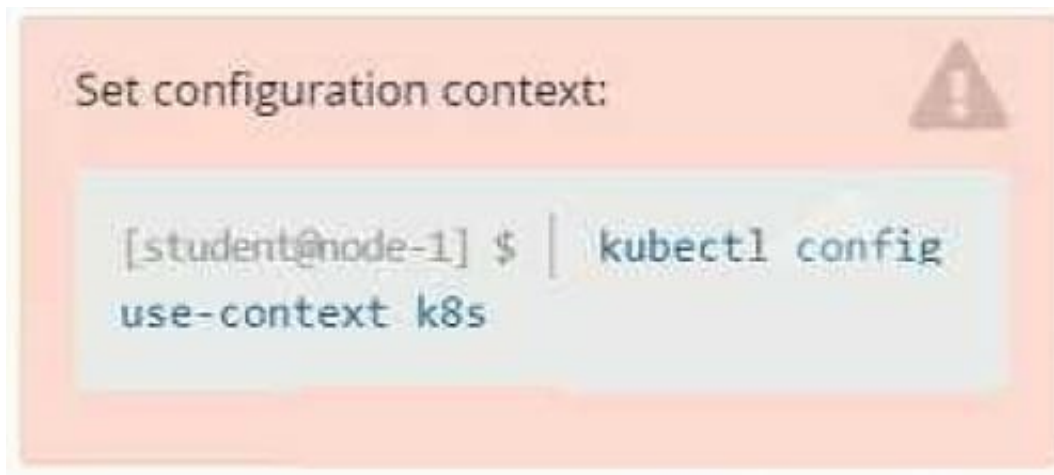 Set configuration context:
[student@node-1] $ | kubectl config
use-context k8s